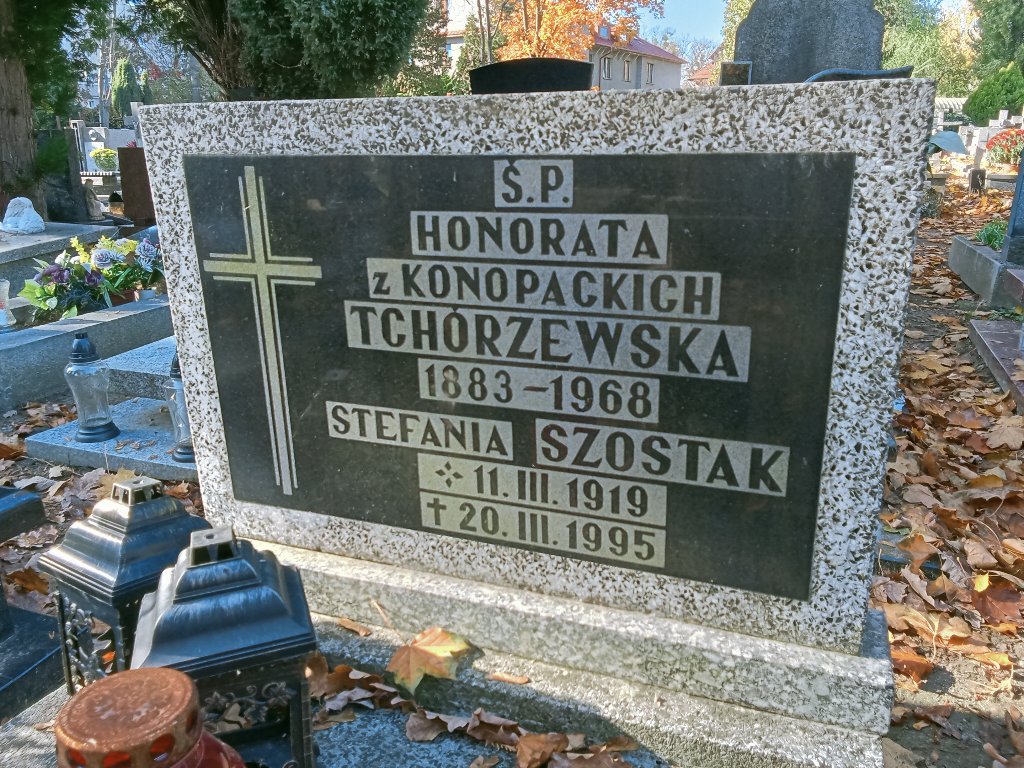 Ś.P.
HONORATA
z KONOPACKICH
TCHÓRZEWSKA
1883 – 1968
STEFANIA SZOSTAK
11. III. 1919
† 20. III. 1995